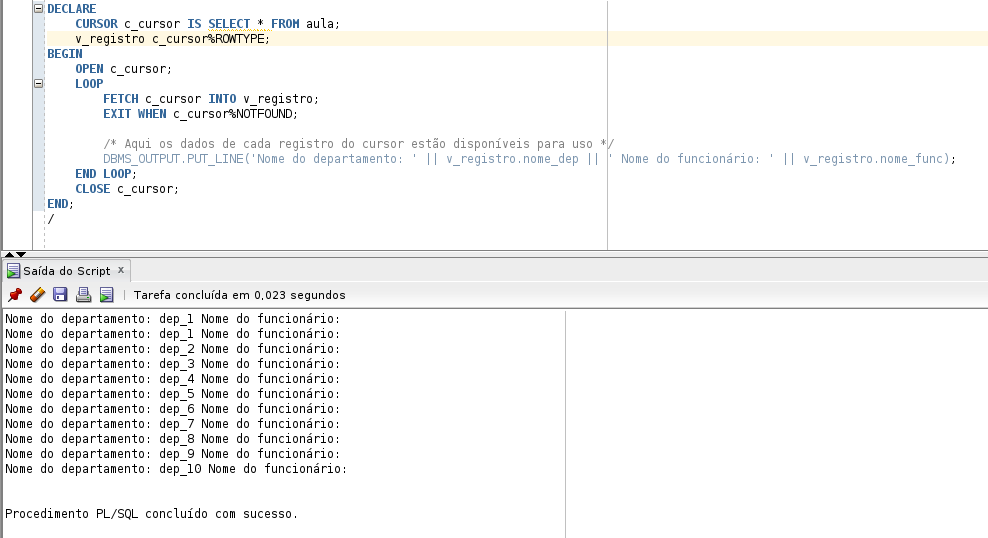 DECLARE
    CURSOR c_cursor IS SELECT * FROM aula;
    v_registro c_cursor%ROWTYPE;
BEGIN
    OPEN c_cursor;
    LOOP
        FETCH c_cursor INTO v_registro;
        EXIT WHEN c_cursor%NOTFOUND;
        /* Aqui os dados de cada registro do cursor estão disponíveis para uso */
        DBMS_OUTPUT.PUT_LINE('Nome do departamento: ' || v_registro.nome_dep || ' Nome do funcionário: ' || v_registro.nome_func);
    END LOOP;
    CLOSE c_cursor;
END;
/
Saída do Script x
Tarefa concluída em 0,023 segundos
Nome do departamento: dep_1 Nome do funcionário:
Nome do departamento: dep_1 Nome do funcionário:
Nome do departamento: dep_2 Nome do funcionário:
Nome do departamento: dep_3 Nome do funcionário:
Nome do departamento: dep_4 Nome do funcionário:
Nome do departamento: dep_5 Nome do funcionário:
Nome do departamento: dep_6 Nome do funcionário:
Nome do departamento: dep_7 Nome do funcionário:
Nome do departamento: dep_8 Nome do funcionário:
Nome do departamento: dep_9 Nome do funcionário:
Nome do departamento: dep_10 Nome do funcionário:
Procedimento PL/SQL concluído com sucesso.